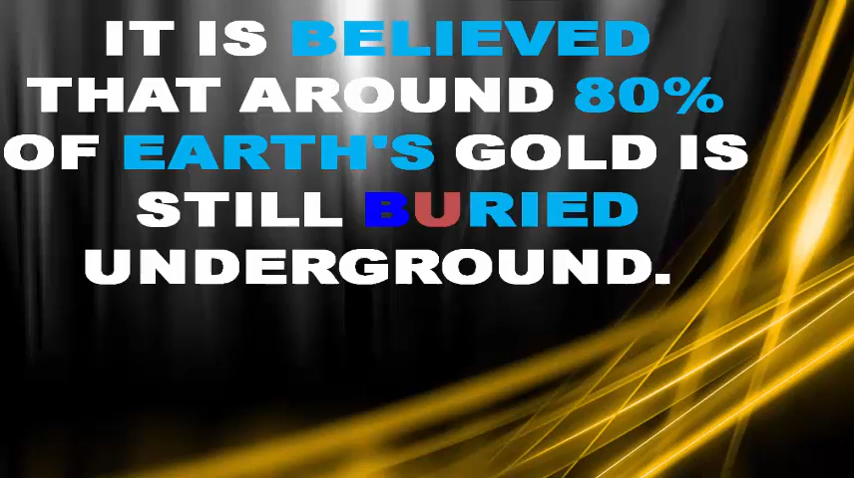 IT IS BELIEVED
THAT AROUND 80%
OF EARTH'S GOLD IS
STILL BURIED
UNDERGROUND.